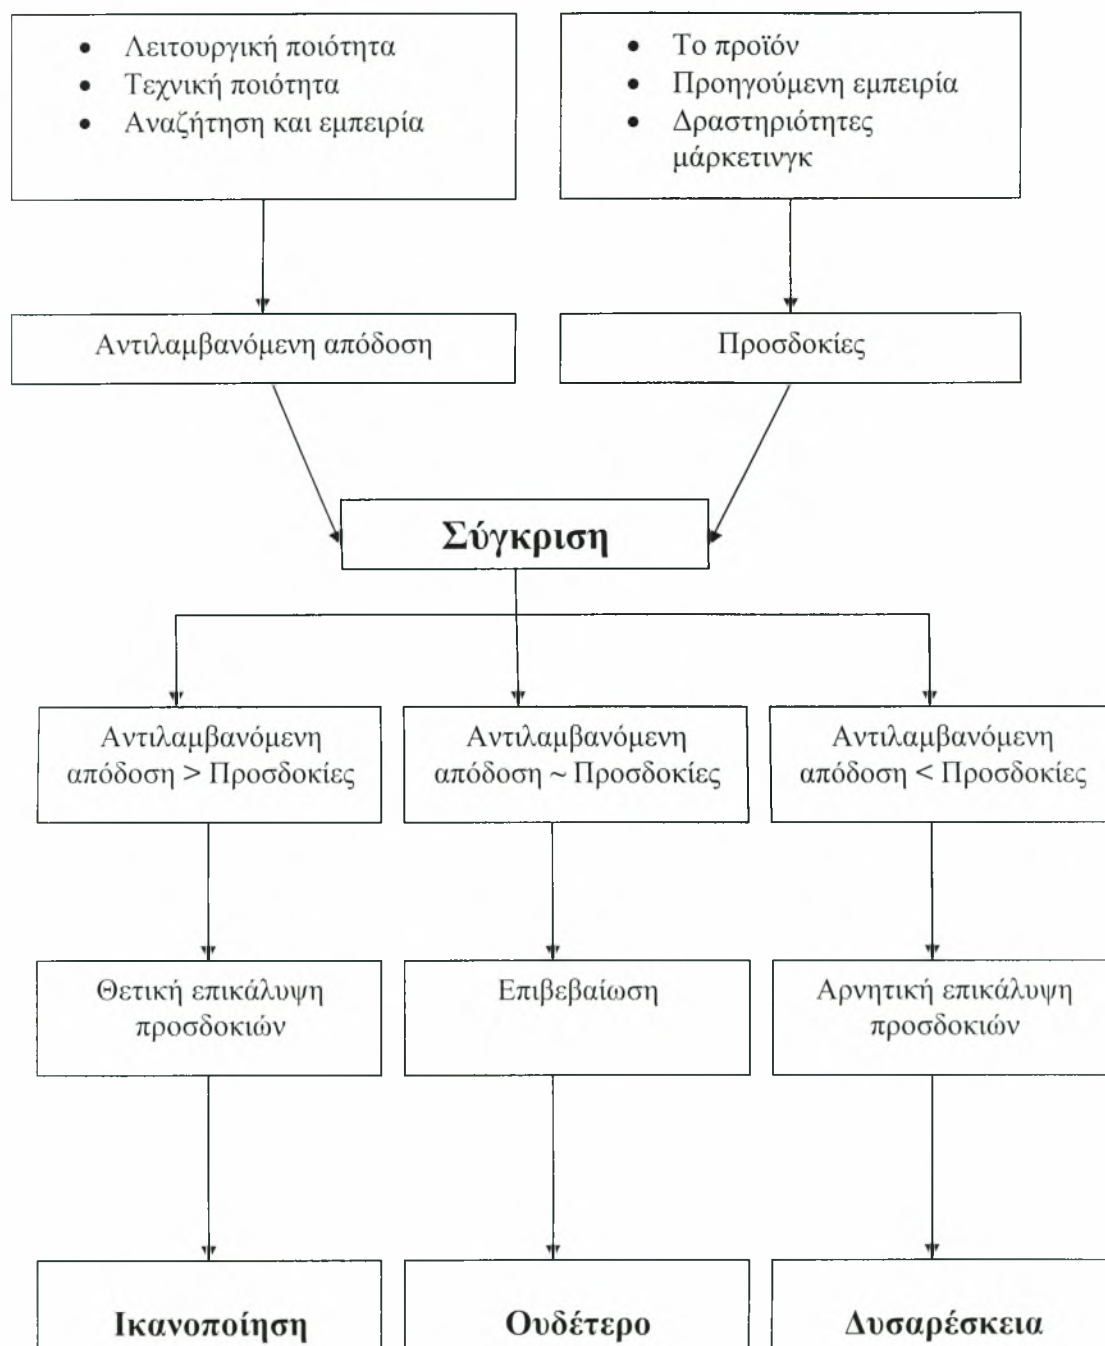 • Λειτουργική ποιότητα
• Τεχνική ποιότητα
• Αναζήτηση και εμπειρία
• Το προϊόν
• Προηγούμενη εμπειρία
• Δραστηριότητες
μάρκετινγκ
Αντιλαμβανόμενη απόδοση
Προσδοκίες
Σύγκριση
Αντιλαμβανόμενη
απόδοση > Προσδοκίες
Αντιλαμβανόμενη
απόδοση ~ Προσδοκίες
Αντιλαμβανόμενη
απόδοση < Προσδοκίες
Θετική επικάλυψη
προσδοκιών
Επιβεβαίωση
Αρνητική επικάλυψη
προσδοκιών
Ικανοποίηση
Ουδέτερο
Δυσαρέσκεια